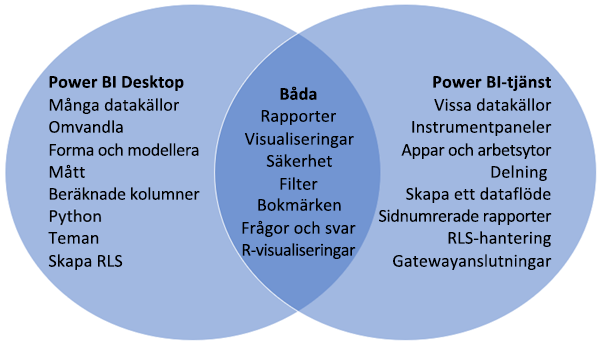 Power BI Desktop
Många datakällor
Omvandla
Forma och modellera
Mått
Beräknade kolumner
Python
Teman
Skapa RLS
Båda
Rapporter
Visualiseringar
Säkerhet
Filter
Bokmärken
Frågor och svar
R-visualiseringar
Power BI-tjänst
Vissa datakällor
Instrumentpaneler
Appar och arbetsytor
Delning
Skapa ett dataflöde
Sidnumrerade rapporter
RLS-hantering
Gatewayanslutningar